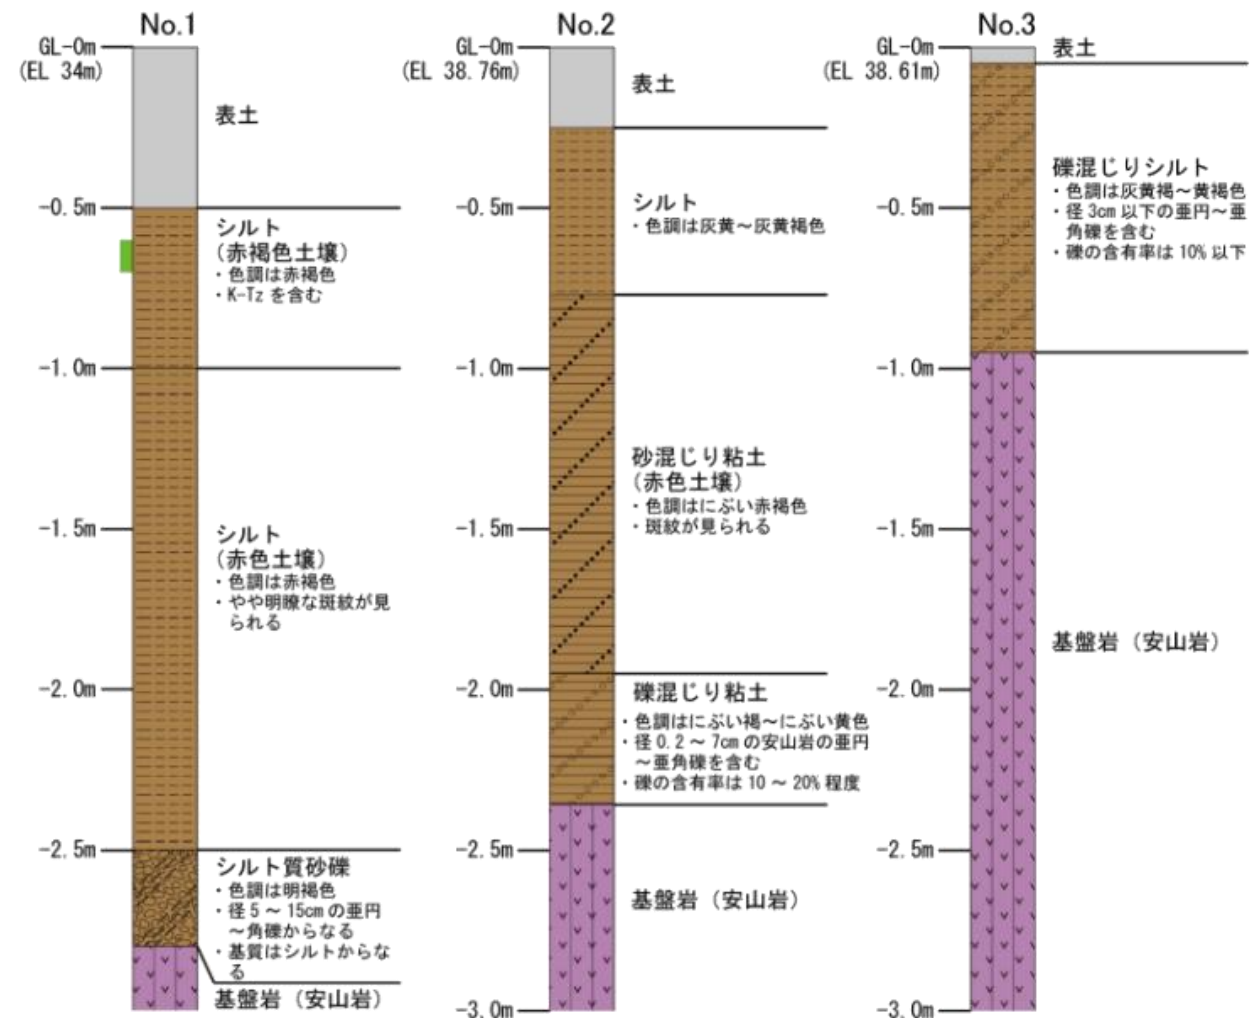 No.1
GL-0m
(EL 34m)
表土
-0.5m
シルト
(赤褐色土壌)
・色調は赤褐色
・K-Tz を含む
-1.0m
-1.5m
シルト
(赤色土壌)
・色調は赤褐色
・やや明瞭な斑紋が見
られる
-2.0m
-2.5m
シルト質砂礫
・色調は明褐色
・径 5 ~ 15cm の亜円
~角礫からなる
・基質はシルトからな
る
基盤岩(安山岩)
No.2
GL-0m
(EL 38.76m)
表土
-0.5m
シルト
・色調は灰黄~灰黄褐色
-1.0m
砂混じり粘土
(赤色土壌)
・色調はにぶい赤褐色
・斑紋が見られる
-1.5m
-2.0m
礫混じり粘土
・色調はにぶい褐~にぶい黄色
・径 0.2 ~ 7cm の安山岩の亜円
~亜角礫を含む
・礫の含有率は 10 ~ 20% 程度
-2.5m
基盤岩(安山岩)
-3.0m
No.3
GL-0m
(EL 38.61m)
表土
礫混じりシルト
・色調は灰黄褐~黄褐色
・径 3cm 以下の亜円~亜
角礫を含む
・礫の含有率は 10% 以下
-0.5m
-1.0m
-1.5m
基盤岩(安山岩)
-2.0m
-2.5m
-3.0m